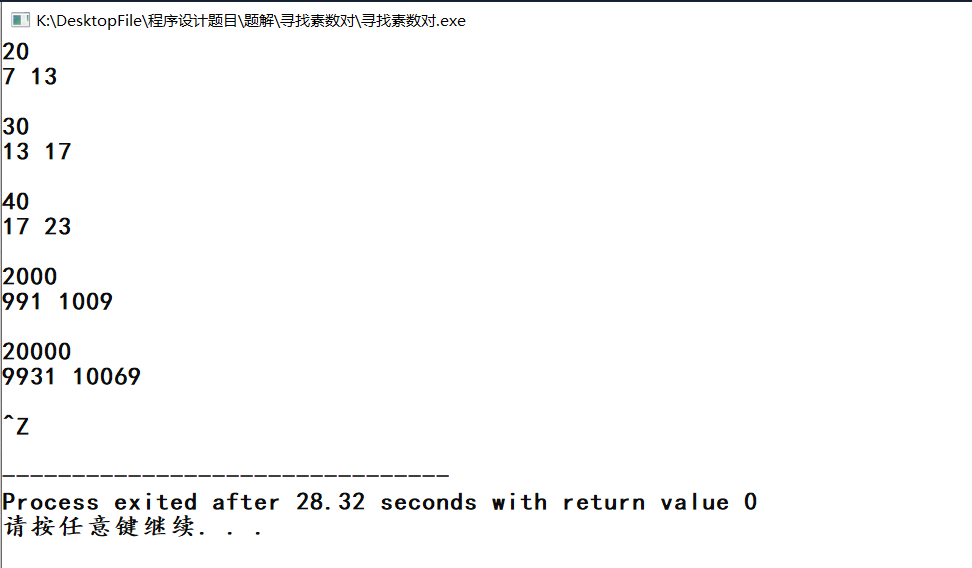 K:\DesktopFile\程序设计题目\题解\寻找素数对\寻找素数对.exe
20
7 13
30
13 17
40
17 23
2000
991 1009
20000
9931 10069
^Z
--------------------------------
Process exited after 28.32 seconds with return value 0
请按任意键继续. . .